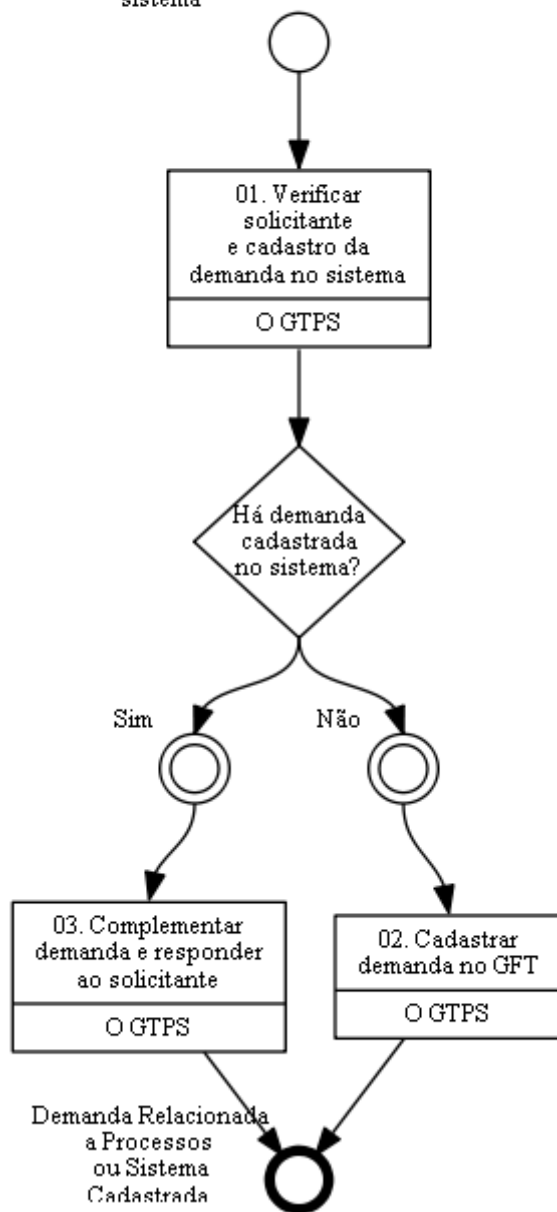 sistema
01. Verificar
solicitante
e cadastro da
demanda no sistema
O GTPS
Há demanda
cadastrada
no sistema?
Sim
Não
03. Complementar
demanda e responder
ao solicitante
O GTPS
02. Cadastrar
demanda no GFT
O GTPS
Demanda Relacionada
a Processos
ou Sistema
Cadastrada